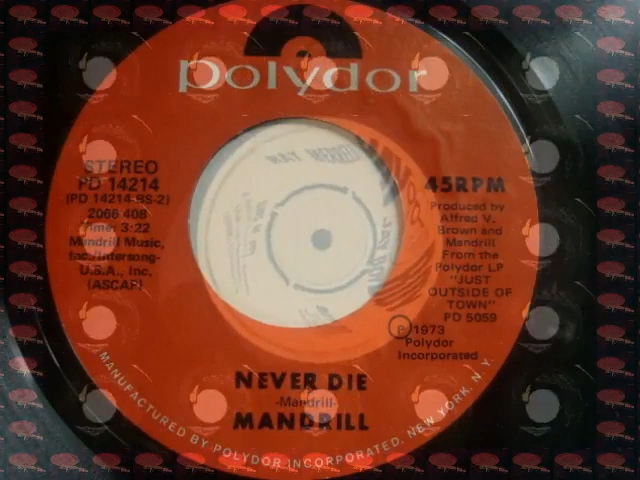 polydor
STEREO
PD 14214
(PD 14214-BS-2)
2066 408
Time: 3:22
Mandrill Music,
Inc./Intersong-
U.S.A., Inc.
(ASCAP)
45RPM
Produced by
Alfred V.
Brown and
Mandrill
From the
Polydor LP
"JUST
OUTSIDE OF
TOWN"
PD 5059
Ⓟ 1973
Polydor
Incorporated
NEVER DIE
-Mandrill-
MANDRILL
MANUFACTURED BY POLYDOR INCORPORATED, NEW YORK, N.Y.